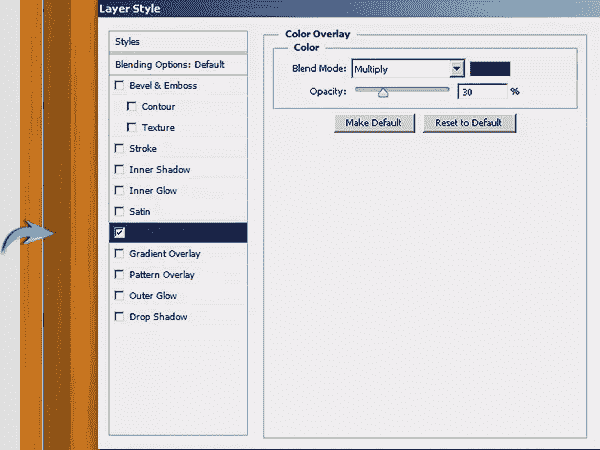 Layer Style
Styles
Blending Options: Default
Bevel & Emboss
Contour
Texture
Stroke
Inner Shadow
Inner Glow
Satin
Gradient Overlay
Pattern Overlay
Outer Glow
Drop Shadow
Color Overlay
Color
Blend Mode: Multiply
Opacity: 30 %
Make Default Reset to Default